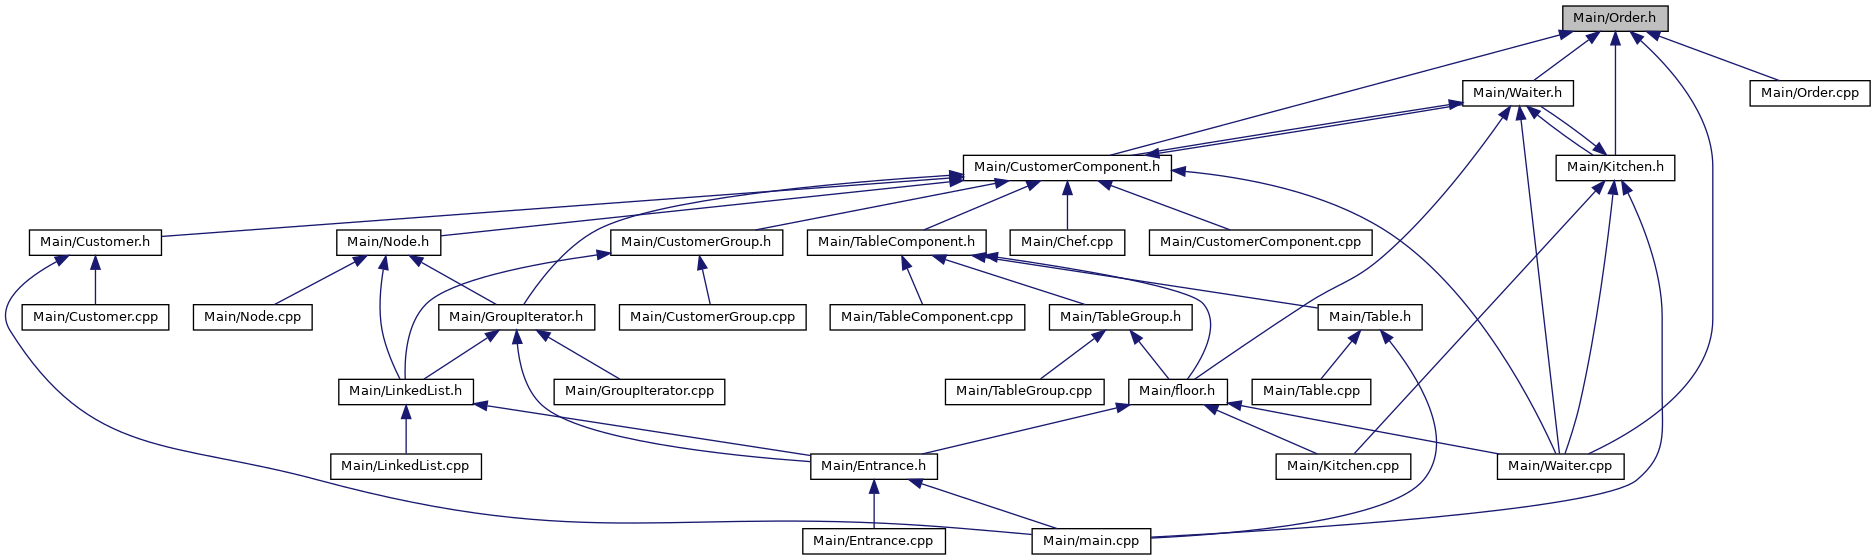 Main/Order.h
Main/Waiter.h
Main/Order.cpp
Main/CustomerComponent.h
Main/Kitchen.h
Main/Customer.h
Main/Node.h
Main/CustomerGroup.h
Main/TableComponent.h
Main/Chef.cpp
Main/CustomerComponent.cpp
Main/Customer.cpp
Main/Node.cpp
Main/GroupIterator.h
Main/CustomerGroup.cpp
Main/TableComponent.cpp
Main/TableGroup.h
Main/Table.h
Main/LinkedList.h
Main/GroupIterator.cpp
Main/TableGroup.cpp
Main/floor.h
Main/Table.cpp
Main/LinkedList.cpp
Main/Entrance.h
Main/Kitchen.cpp
Main/Waiter.cpp
Main/Entrance.cpp
Main/main.cpp